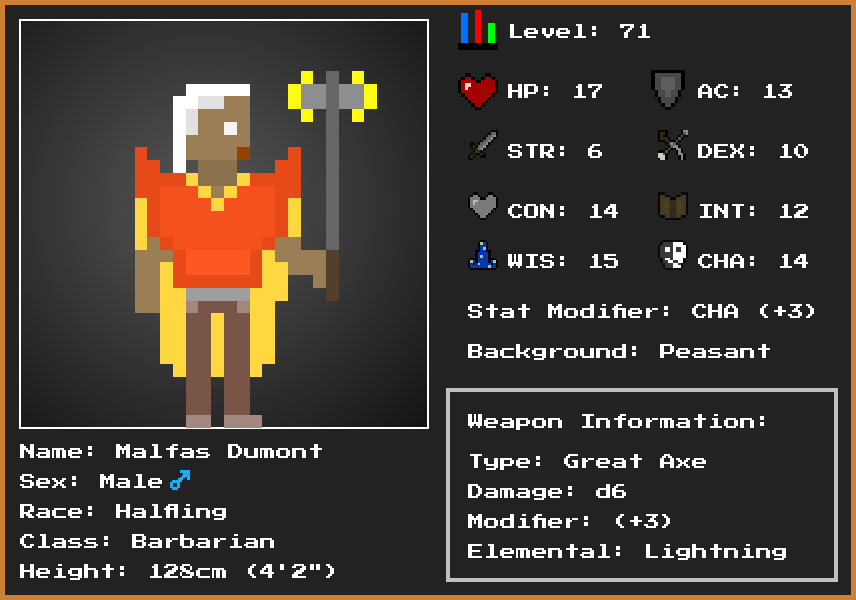 Level: 71
HP: 17 AC: 13
STR: 6 DEX: 10
CON: 14 INT: 12
WIS: 15 CHA: 14
Stat Modifier: CHA (+3)
Background: Peasant
Weapon Information:
Type: Great Axe
Damage: d6
Modifier: (+3)
Elemental: Lightning
Name: Malfas Dumont
Sex: Male ♂
Race: Halfling
Class: Barbarian
Height: 128cm (4'2")